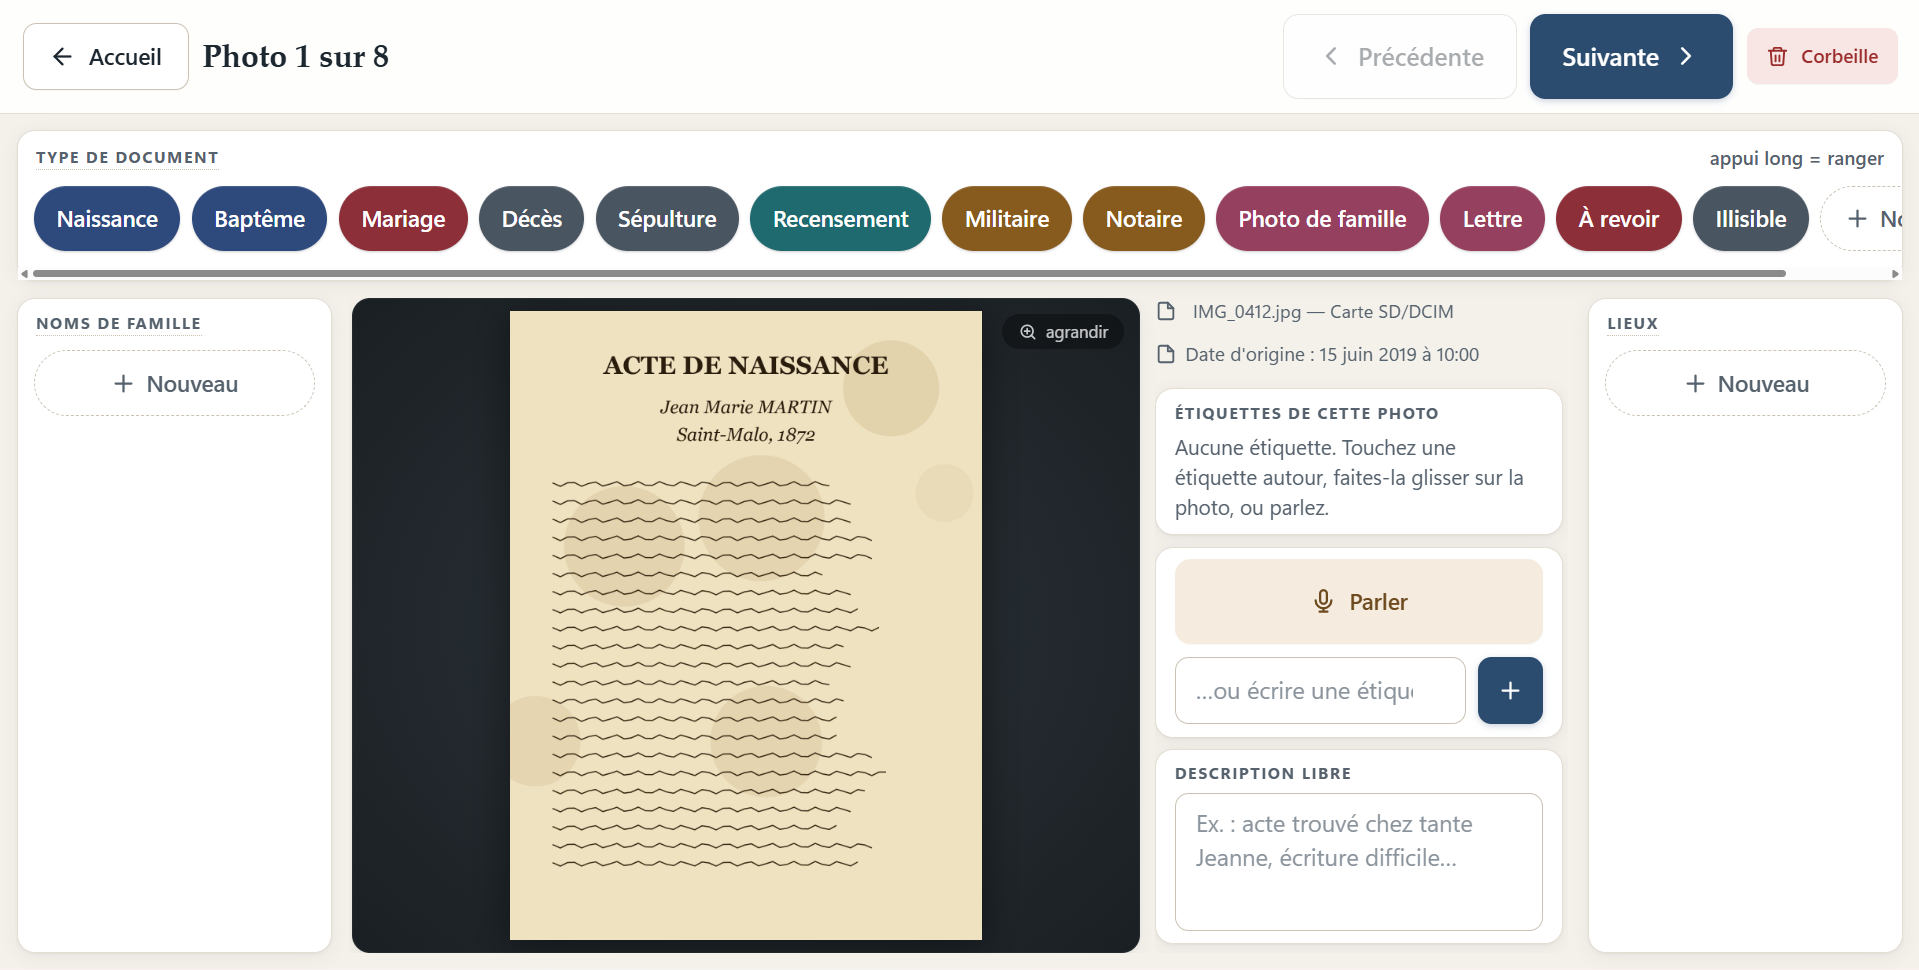 Accueil
Photo 1 sur 8
Précédente
Suivante
Corbeille
TYPE DE DOCUMENT
appui long = ranger
Naissance
Baptême
Mariage
Décès
Sépulture
Recensement
Militaire
Notaire
Photo de famille
Lettre
À revoir
Illisible
NOMS DE FAMILLE
+ Nouveau
agrandir
ACTE DE NAISSANCE
Jean Marie MARTIN
Saint-Malo, 1872
IMG_0412.jpg — Carte SD/DCIM
Date d'origine : 15 juin 2019 à 10:00
ÉTIQUETTES DE CETTE PHOTO
Aucune étiquette. Touchez une
étiquette autour, faites-la glisser sur la
photo, ou parlez.
Parler
...ou écrire une
+
DESCRIPTION LIBRE
Ex. : acte trouvé chez tante
Jeanne, écriture difficile...
LIEUX
+ Nouveau